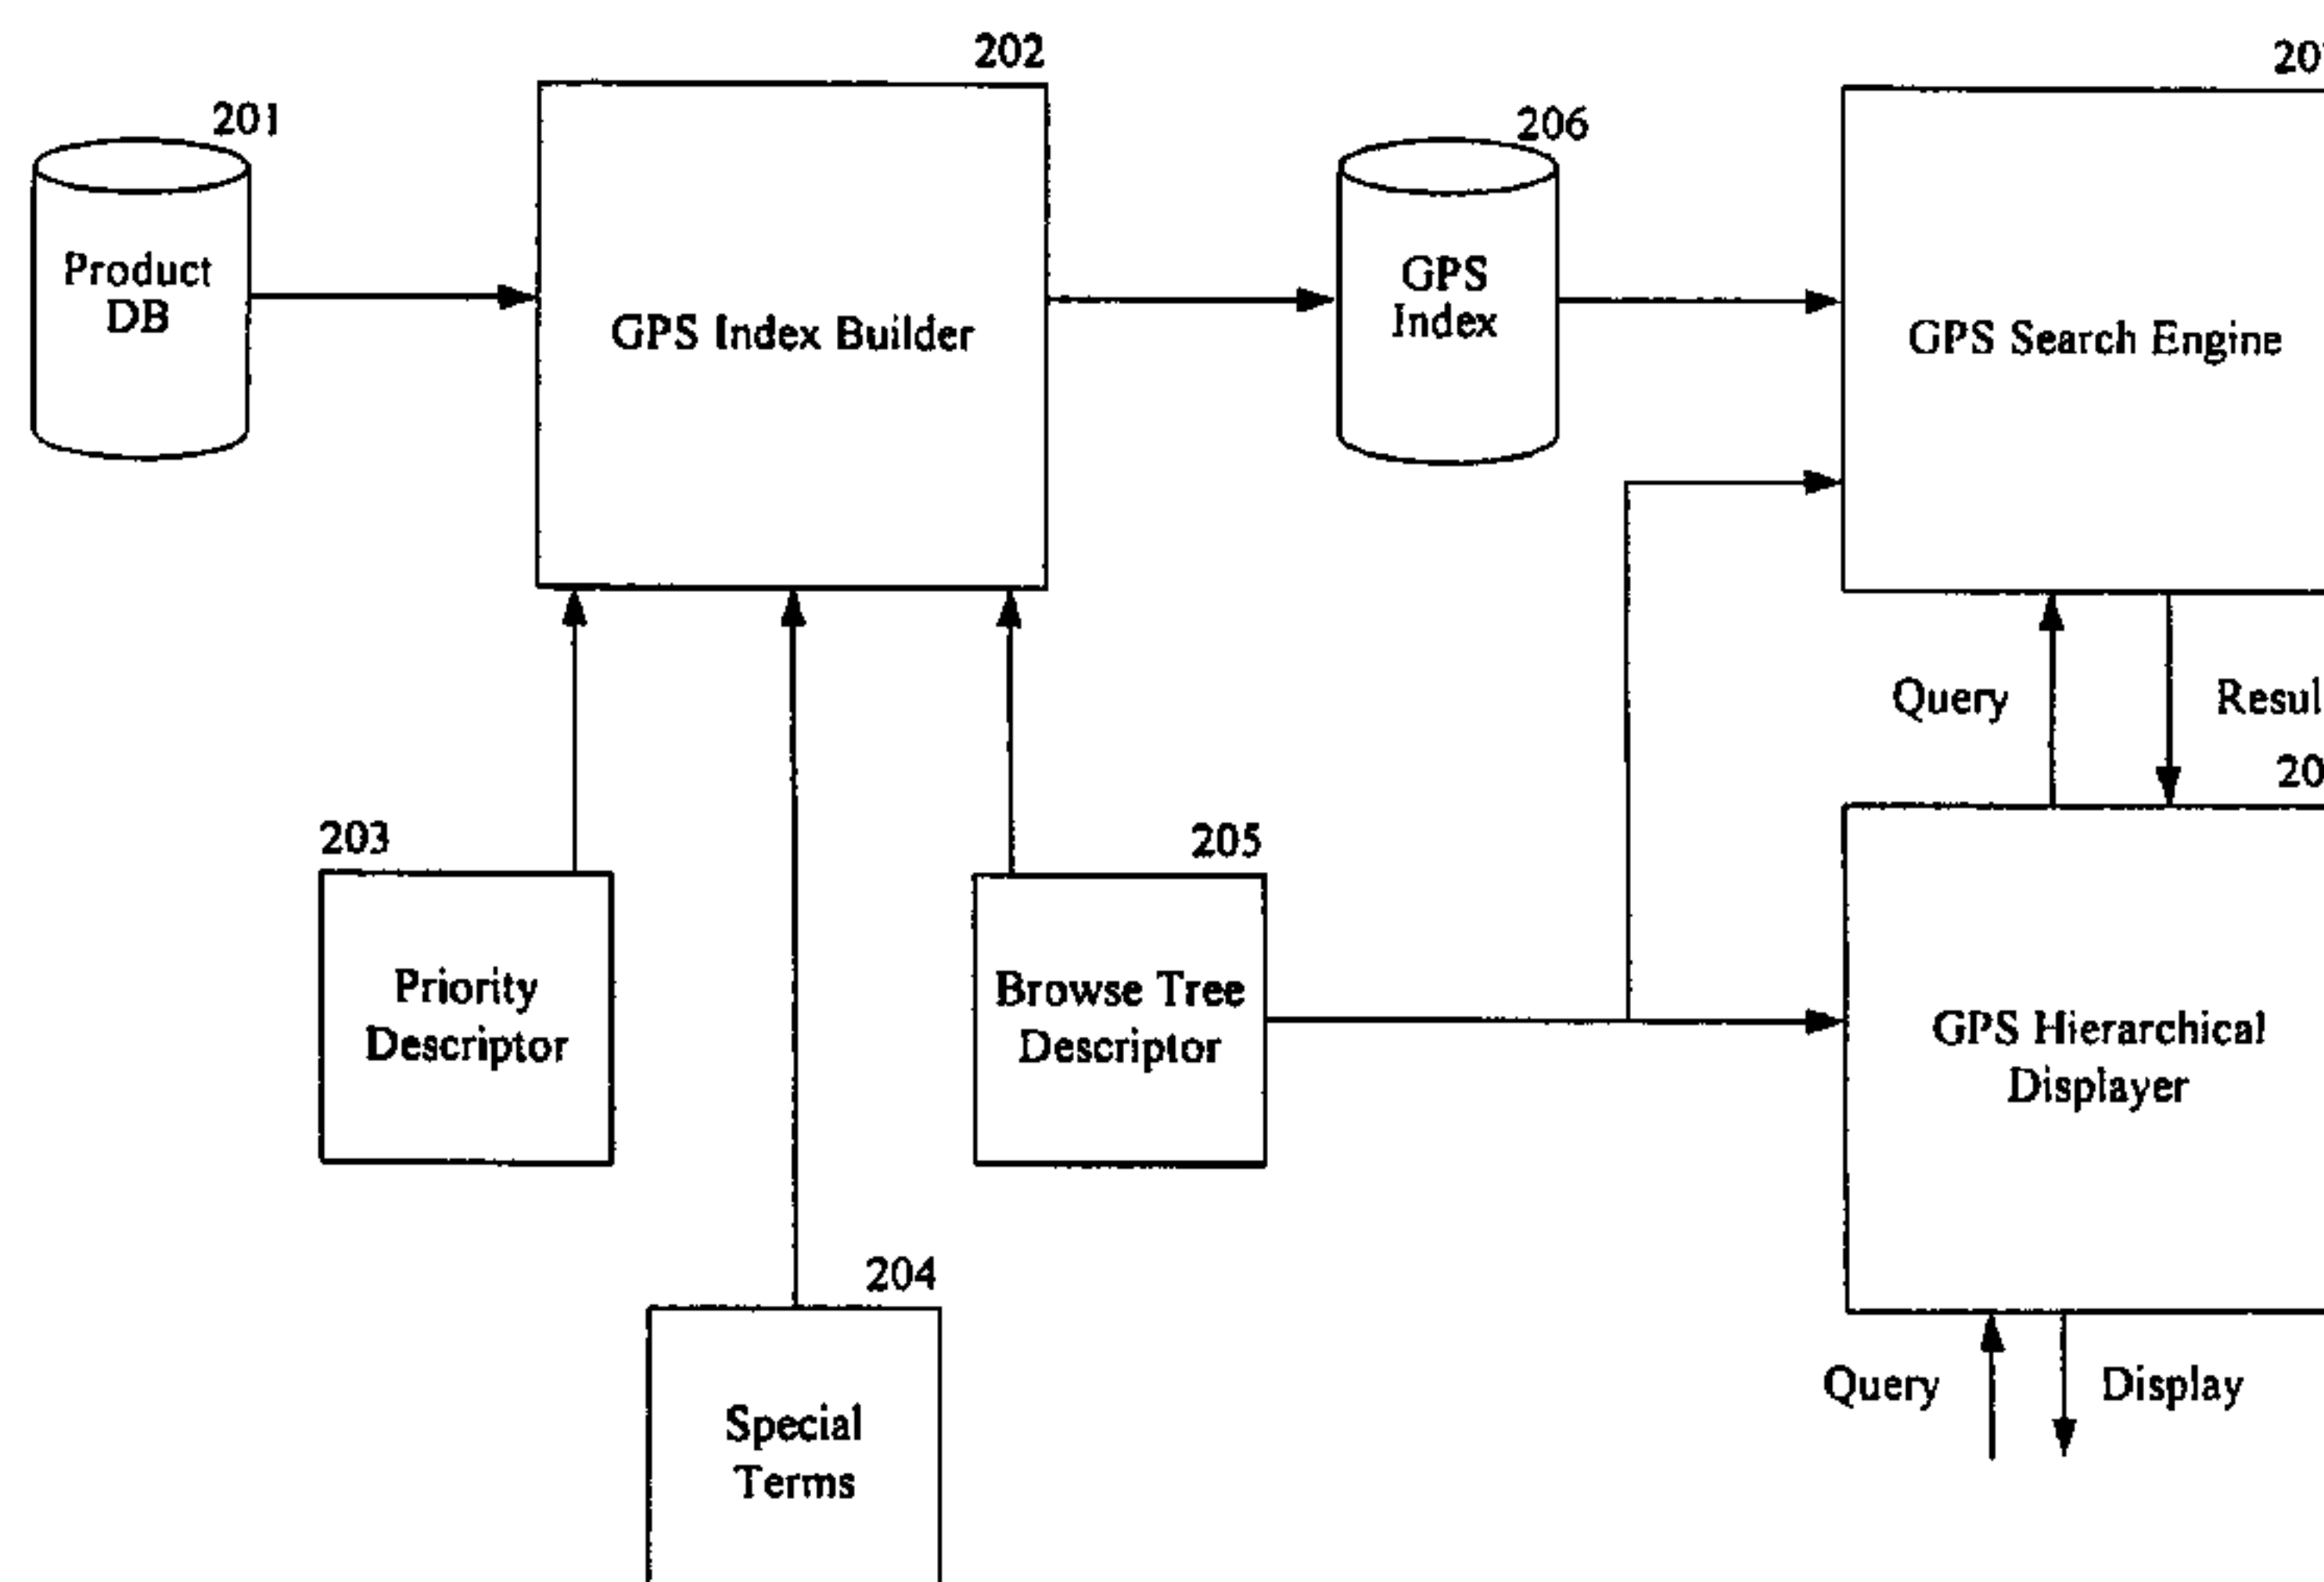 202
201
206
Product
DB
GPS Index Builder
GPS
Index
GPS Search Engine
Query
203
205
Priority
Descriptor
Browse Tree
Descriptor
GPS Hierarchical
Displayer
204
Query
Display
Special
Terms